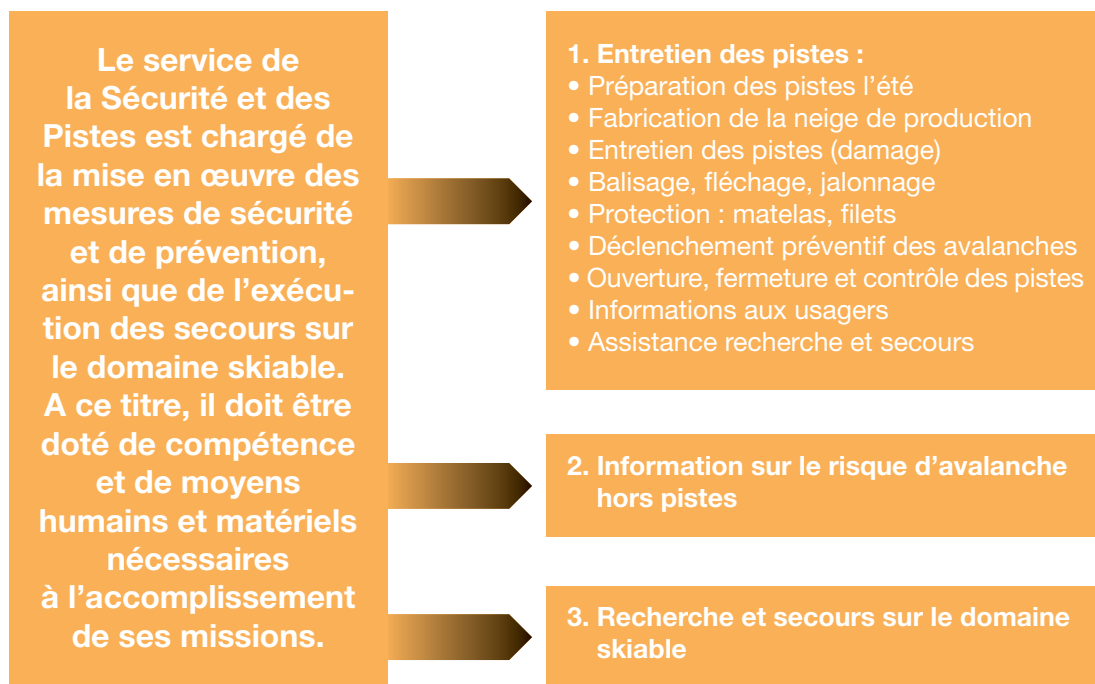 Le service de
la Sécurité et des
Pistes est chargé de
la mise en œuvre des
mesures de sécurité
et de prévention,
ainsi que de l’exécu-
tion des secours sur
le domaine skiable.
A ce titre, il doit être
doté de compétence
et de moyens
humains et matériels
nécessaires
à l’accomplissement
de ses missions.
1. Entretien des pistes :
• Préparation des pistes l’été
• Fabrication de la neige de production
• Entretien des pistes (damage)
• Balisage, fléchage, jalonnage
• Protection : matelas, filets
• Déclenchement préventif des avalanches
• Ouverture, fermeture et contrôle des pistes
• Informations aux usagers
• Assistance recherche et secours
2. Information sur le risque d’avalanche
hors pistes
3. Recherche et secours sur le domaine
skiable